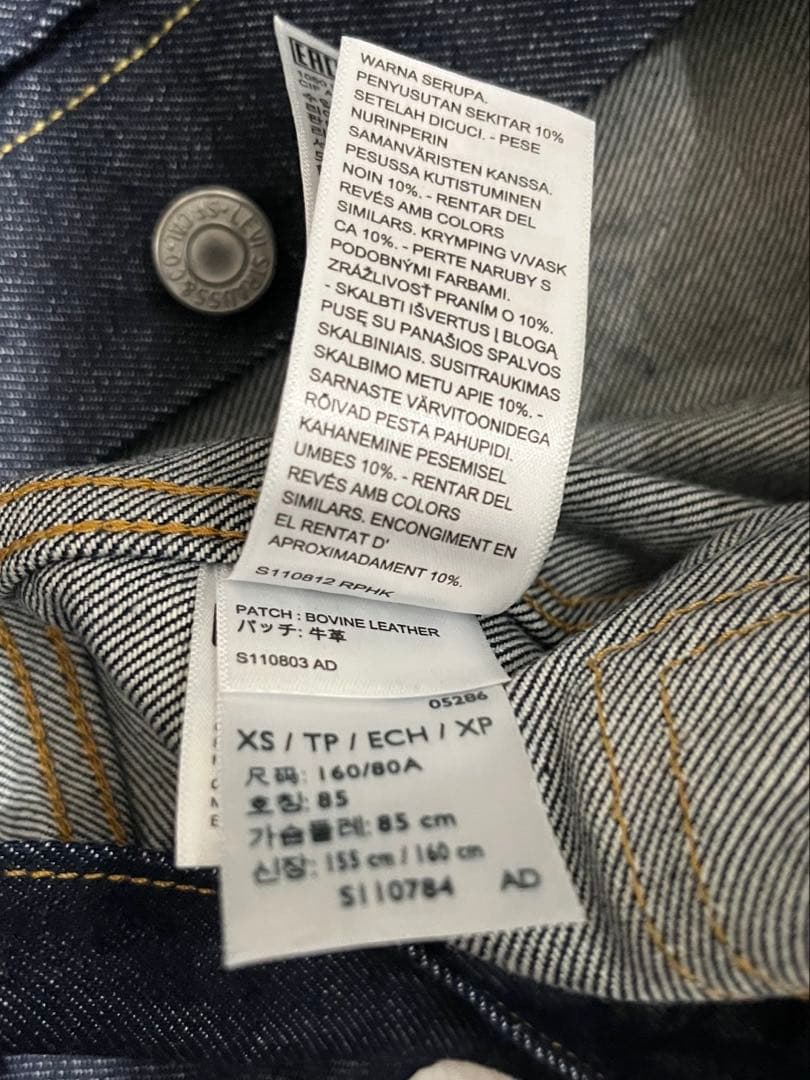 EAC
WARNA SERUPA.
PENYUSUTAN SEKITAR 10%
SETELAH DICUCI. - PESE
NURINPERIN
SAMANVÄRISTEN KANSSA.
PESUSSA KUTISTUMINEN
NOIN 10%. - RENTAR DEL
REVÉS AMB COLORS
SIMILARS. KRYMPING V/VASK
CA 10%. - PERTE NARUBY S
PODOBNÝMI FARBAMI.
ZRÁŽLIVOSŤ PRANÍM O 10%.
- SKALBTI IŠVERTUS Į BLOGĄ
PUSĘ SU PANAŠIOS SPALVOS
SKALBINIAIS. SUSITRAUKIMAS
SKALBIMO METU APIE 10%. -
SARNASTE VÄRVITOONIDEGA
RÕIVAD PESTA PAHUPIDI.
KAHANEMINE PESEMISEL
UMBES 10%. - RENTAR DEL
REVÉS AMB COLORS
SIMILARS. ENCONGIMENT EN
EL RENTAT D'
APROXIMADAMENT 10%.
S110812 RPHK
PATCH : BOVINE LEATHER
パッチ: 牛革
S110803 AD
05286
XS / TP / ECH / XP
尺码: 160/80A
호칭: 85
가슴둘레: 85 cm
신장: 155 cm / 160 cm
S110784 AD
LEVI STRAUSS & CO